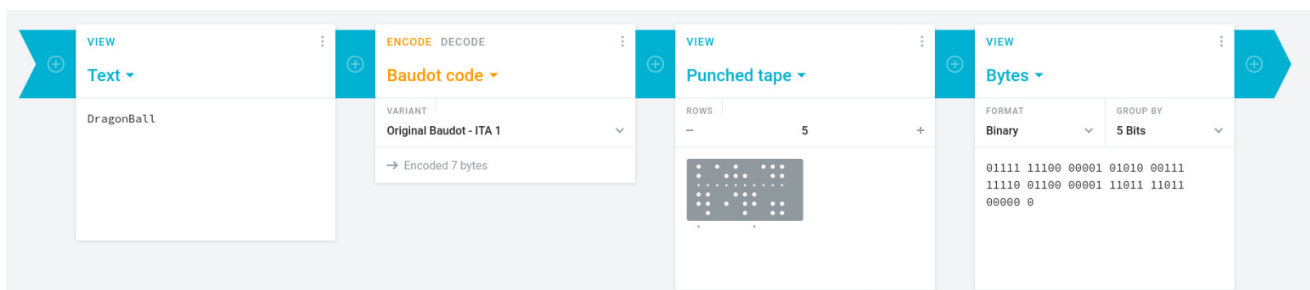 VIEW
Text
DragonBall
ENCODE DECODE
Baudot code
VARIANT
Original Baudot - ITA 1
→ Encoded 7 bytes
VIEW
Punched tape
ROWS
− 5 +
VIEW
Bytes
FORMAT GROUP BY
Binary 5 Bits
01111 11100 00001 01010 00111
11110 01100 00001 11011 11011
00000 0